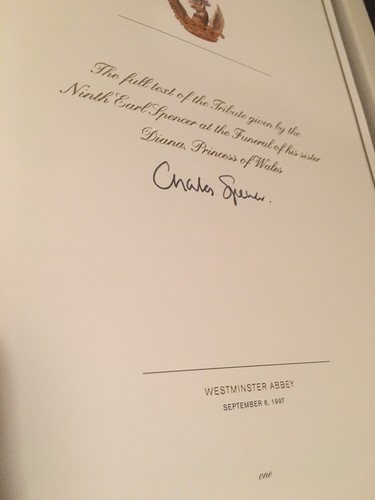 The full text of the Tribute given by the
Ninth Earl Spencer at the Funeral of his sister
Diana, Princess of Wales
Charles Spencer.
WESTMINSTER ABBEY
SEPTEMBER 6, 1997
one